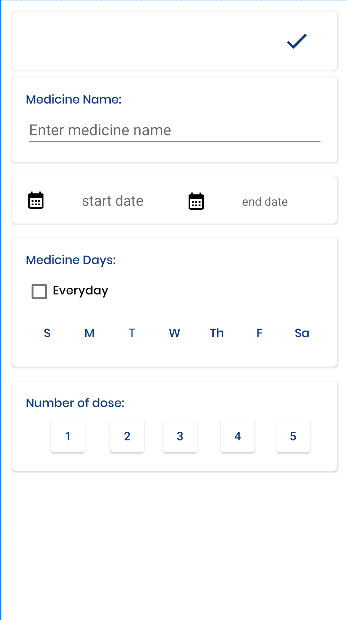 Medicine Name:
Enter medicine name
start date end date
Medicine Days:
Everyday
S M T W Th F Sa
Number of dose:
1 2 3 4 5